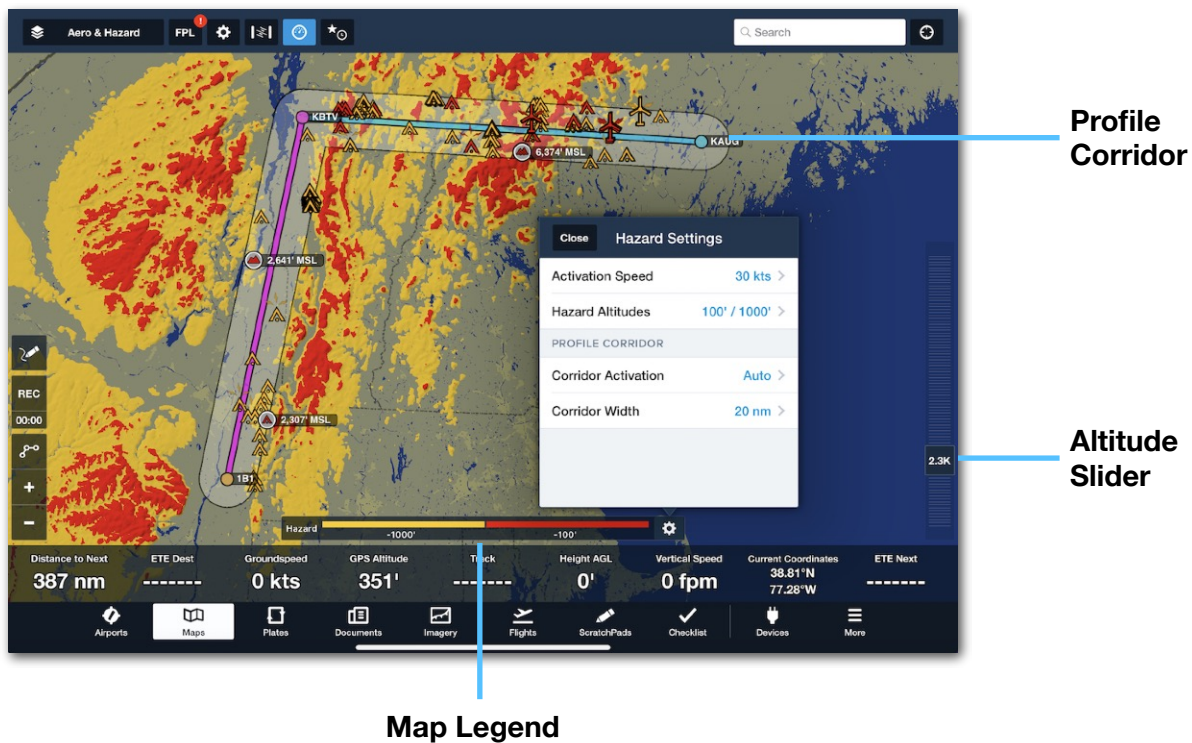 Aero & Hazard
FPL
!
Search
KBTV
KAUG
6,374' MSL
Profile
Corridor
Close
Hazard Settings
Activation Speed
30 kts
2,641' MSL
Hazard Altitudes
100' / 1000'
PROFILE CORRIDOR
Corridor Activation
Auto
Corridor Width
20 nm
REC
00:00
2,307' MSL
Altitude
Slider
2.3K
1B1
+
−
Hazard
-1000'
-100'
Distance to Next
ETE Dest
Groundspeed
GPS Altitude
Track
Height AGL
Vertical Speed
Current Coordinates
ETE Next
387 nm
-------
0 kts
351'
-------
0'
0 fpm
38.81°N
77.28°W
-------
Airports
Maps
Plates
Documents
Imagery
Flights
ScratchPads
Checklist
Devices
More
Map Legend